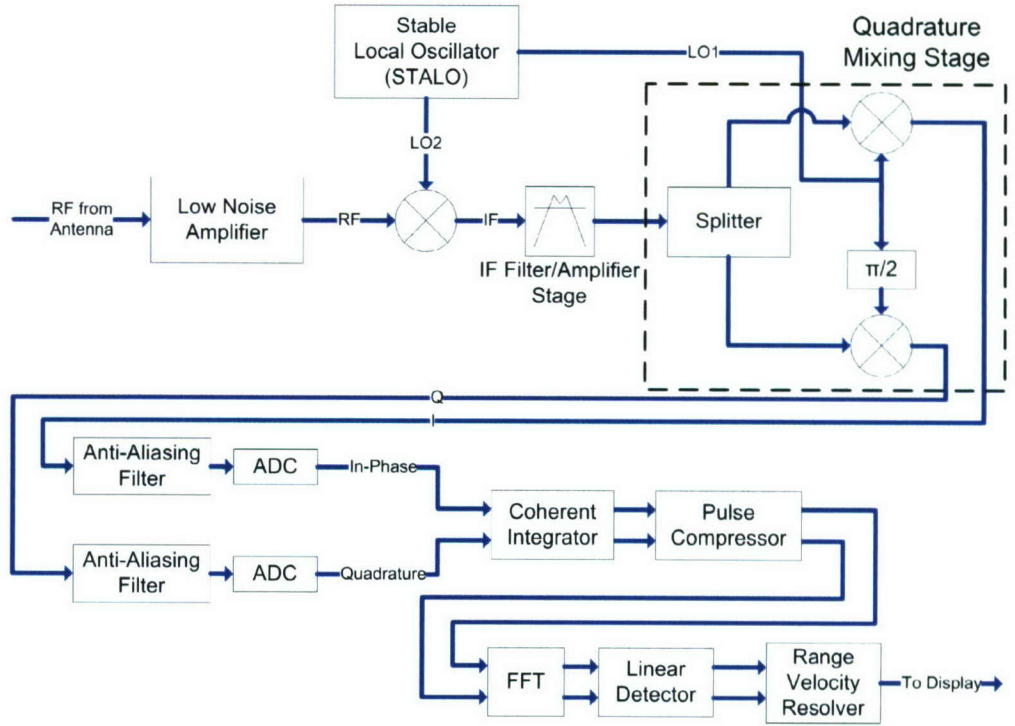 Stable
Local Oscillator
(STALO)
LO1
Quadrature
Mixing Stage
LO2
RF from
Antenna
Low Noise
Amplifier
RF
IF
IF Filter/Amplifier
Stage
Splitter
π/2
Q
I
Anti-Aliasing
Filter
ADC
In-Phase
Anti-Aliasing
Filter
ADC
Quadrature
Coherent
Integrator
Pulse
Compressor
FFT
Linear
Detector
Range
Velocity
Resolver
To Display